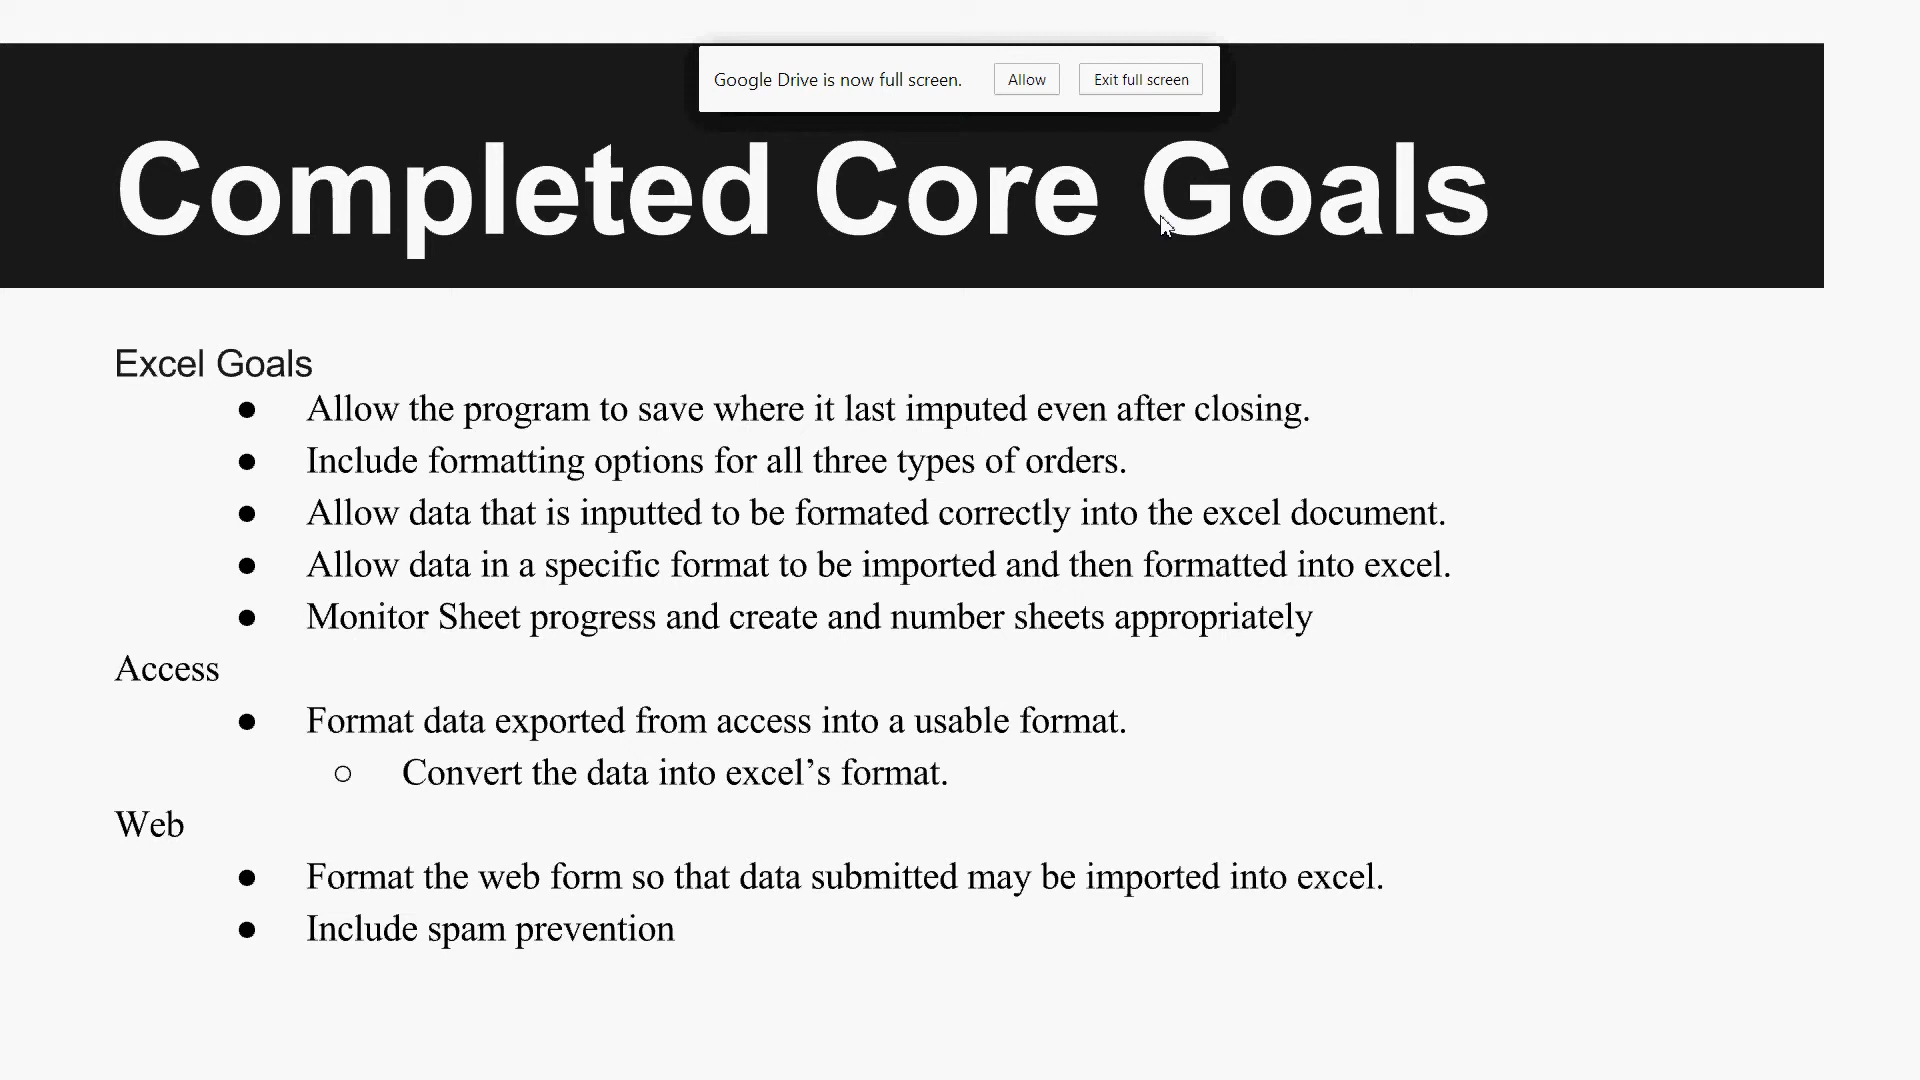 Google Drive is now full screen. Allow Exit full screen
Completed Core Goals
Excel Goals
● Allow the program to save where it last imputed even after closing.
● Include formatting options for all three types of orders.
● Allow data that is inputted to be formated correctly into the excel document.
● Allow data in a specific format to be imported and then formatted into excel.
● Monitor Sheet progress and create and number sheets appropriately
Access
● Format data exported from access into a usable format.
○ Convert the data into excel’s format.
Web
● Format the web form so that data submitted may be imported into excel.
● Include spam prevention